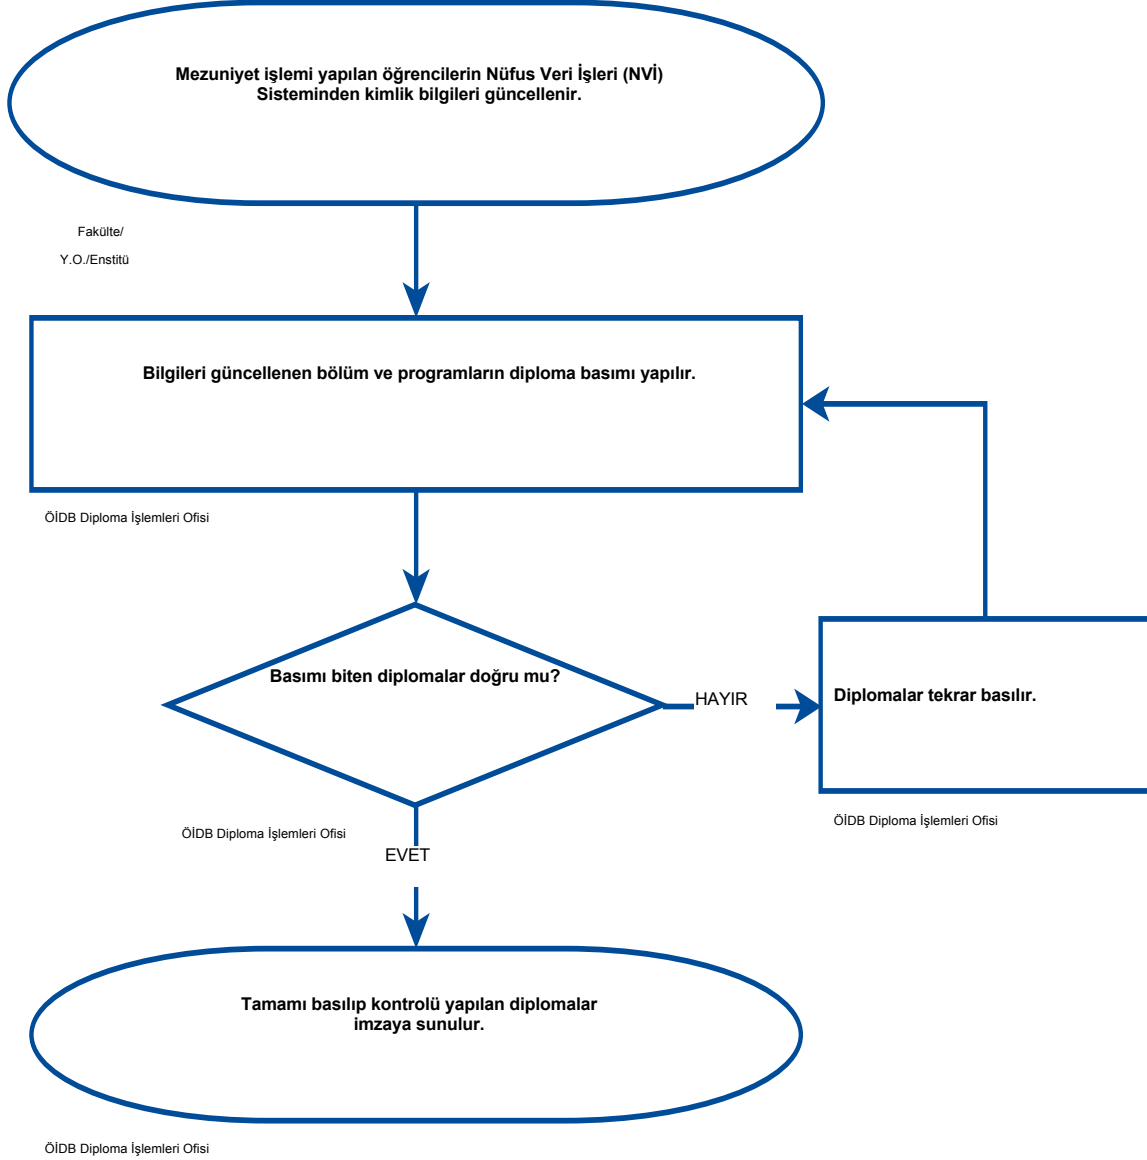 Mezuniyet işlemi yapılan öğrencilerin Nüfus Veri İşleri (NVİ)
Sisteminden kimlik bilgileri güncellenir.
Fakülte/
Y.O./Enstitü
Bilgileri güncellenen bölüm ve programların diploma basımı yapılır.
ÖİDB Diploma İşlemleri Ofisi
Basımı biten diplomalar doğru mu?
HAYIR
Diplomalar tekrar basılır.
ÖİDB Diploma İşlemleri Ofisi
ÖİDB Diploma İşlemleri Ofisi
EVET
Tamamı basılıp kontrolü yapılan diplomalar
imzaya sunulur.
ÖİDB Diploma İşlemleri Ofisi